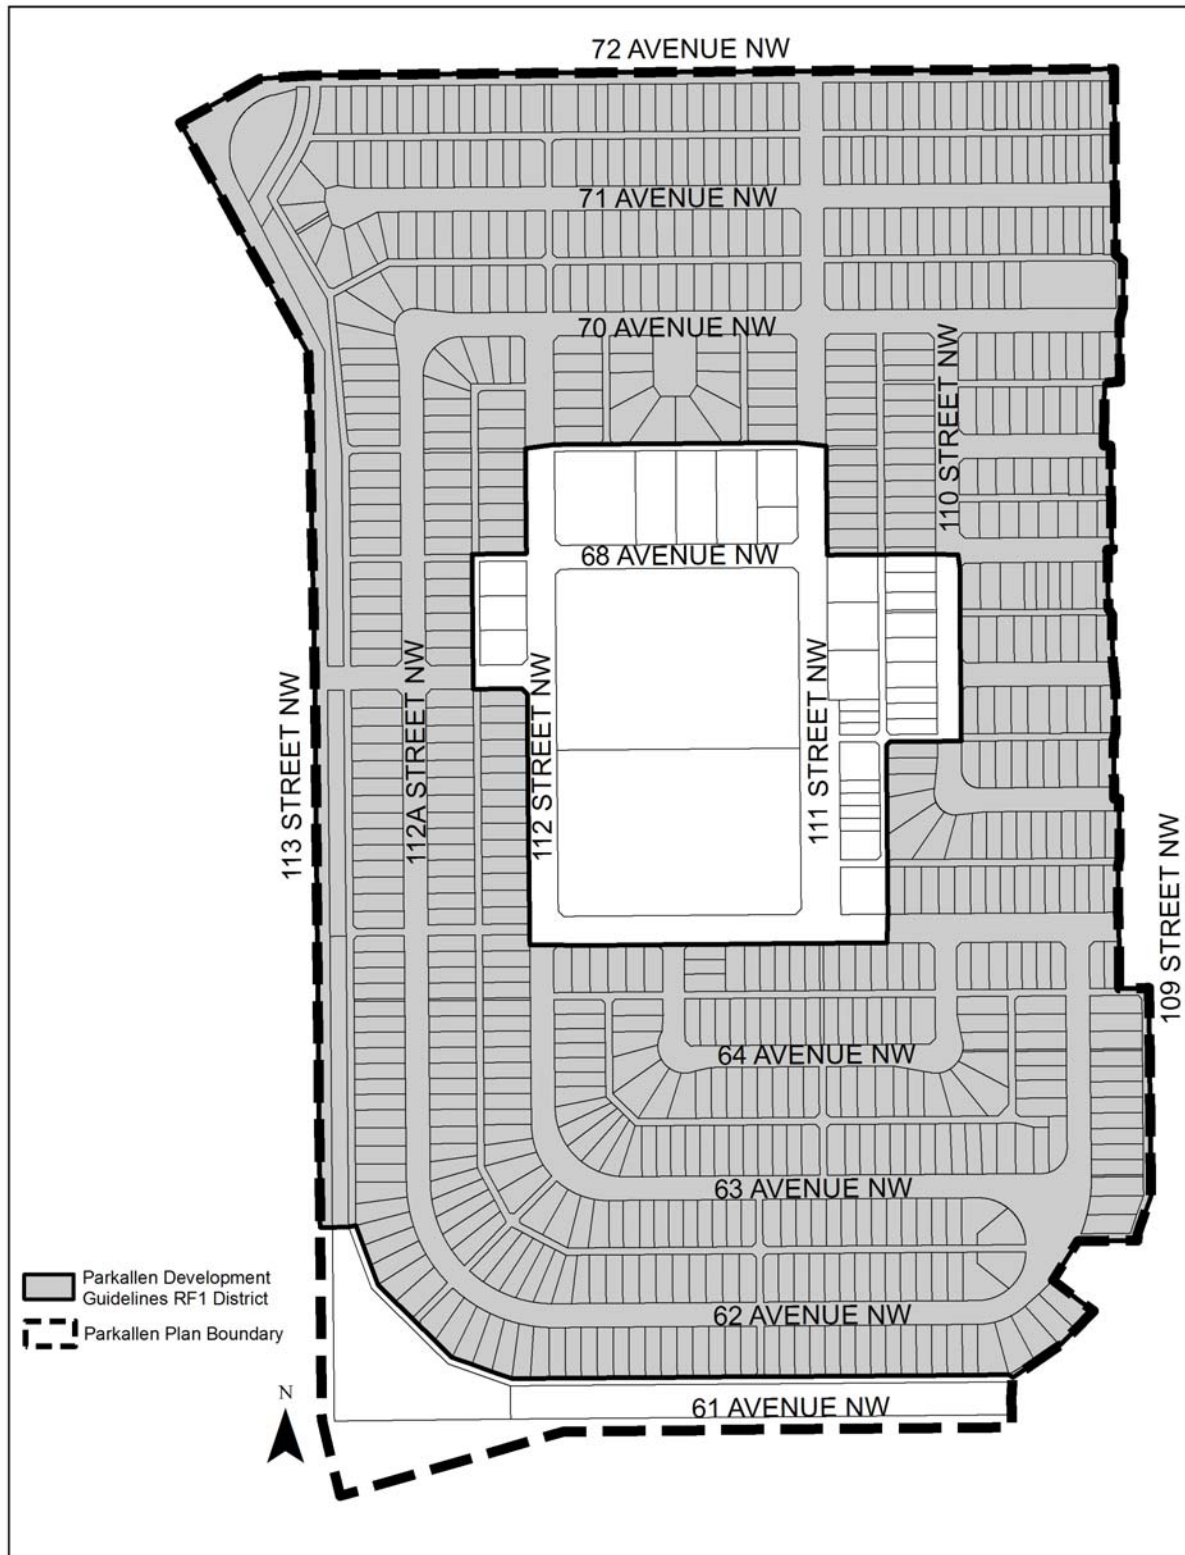 72 AVENUE NW
71 AVENUE NW
70 AVENUE NW
110 STREET NW
68 AVENUE NW
113 STREET NW
112A STREET NW
112 STREET NW
111 STREET NW
109 STREET NW
64 AVENUE NW
63 AVENUE NW
62 AVENUE NW
61 AVENUE NW
Parkallen Development
Guidelines RF1 District
Parkallen Plan Boundary
N